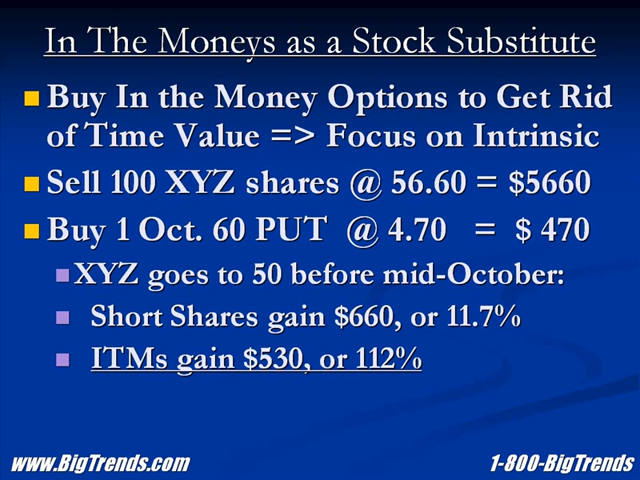 In The Moneys as a Stock Substitute
Buy In the Money Options to Get Rid
of Time Value => Focus on Intrinsic
Sell 100 XYZ shares @ 56.60 = $5660
Buy 1 Oct. 60 PUT @ 4.70 = $ 470
XYZ goes to 50 before mid-October:
Short Shares gain $660, or 11.7%
ITMs gain $530, or 112%
www.BigTrends.com 1-800-BigTrends